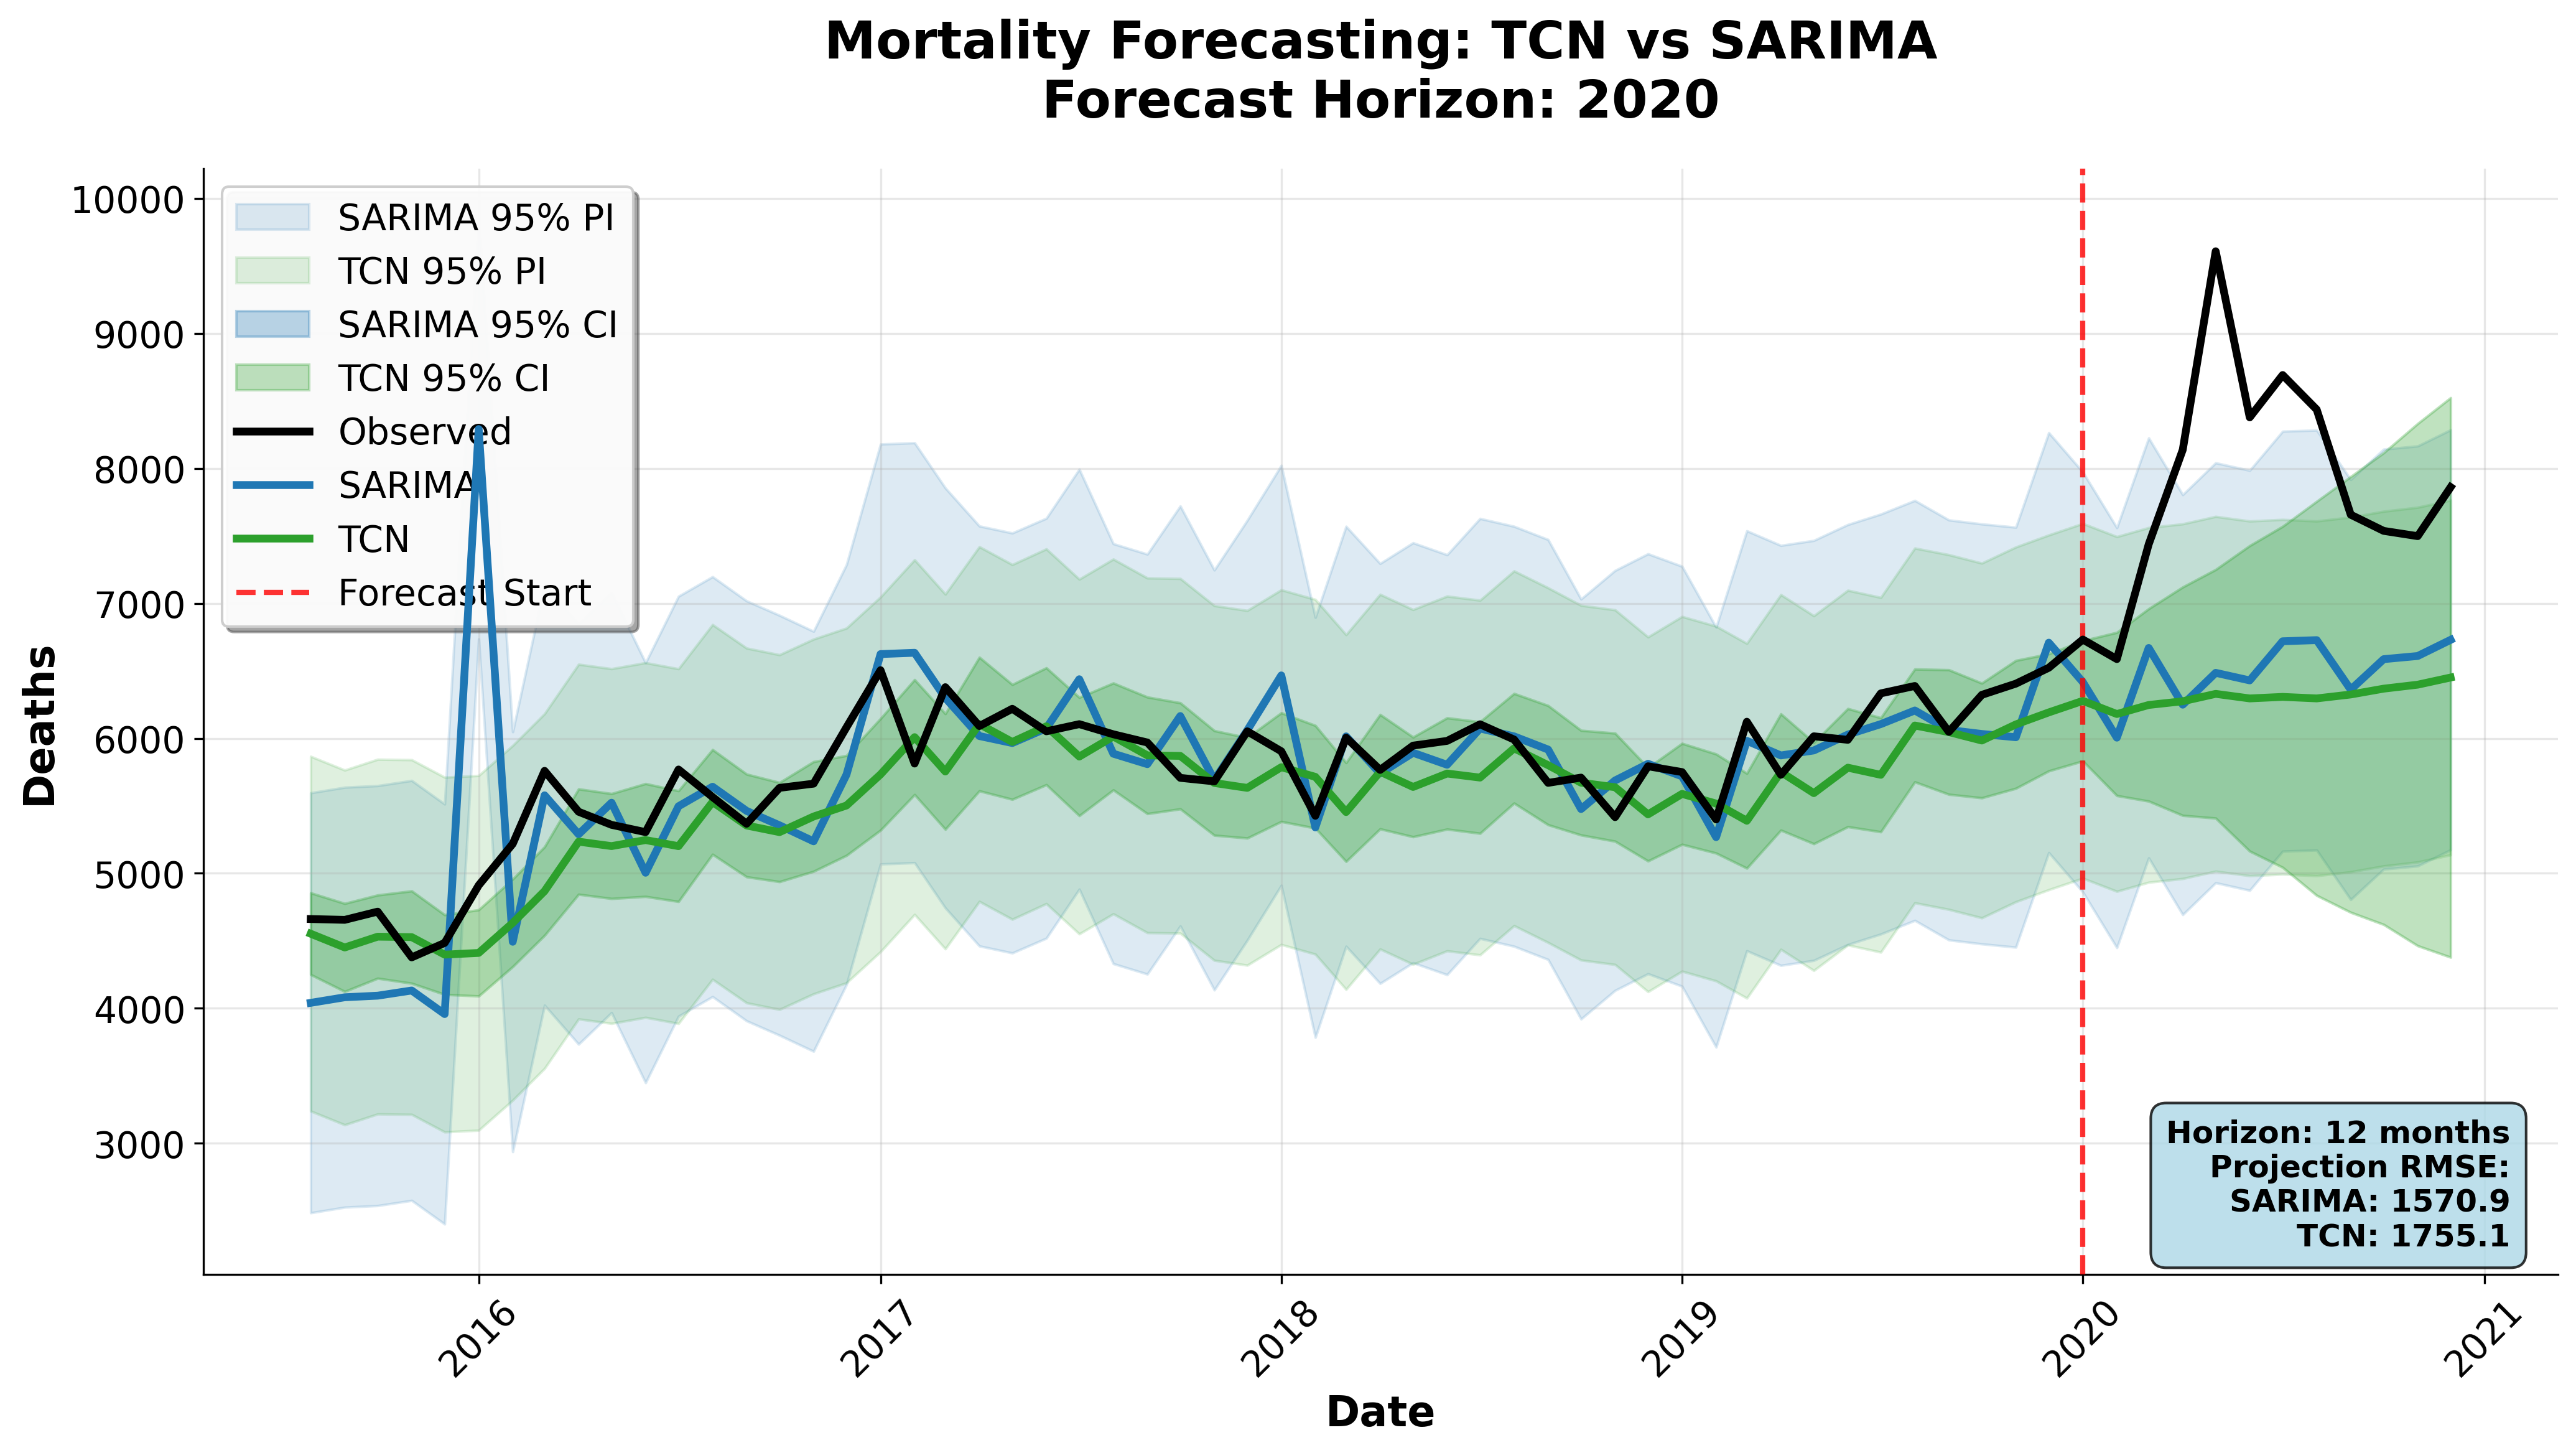 Mortality Forecasting: TCN vs SARIMA
Forecast Horizon: 2020
10000
9000
8000
7000
6000
5000
4000
3000
Deaths
SARIMA 95% PI
TCN 95% PI
SARIMA 95% CI
TCN 95% CI
Observed
SARIMA
TCN
Forecast Start
Horizon: 12 months
Projection RMSE:
SARIMA: 1570.9
TCN: 1755.1
2016
2017
2018
2019
2020
2021
Date